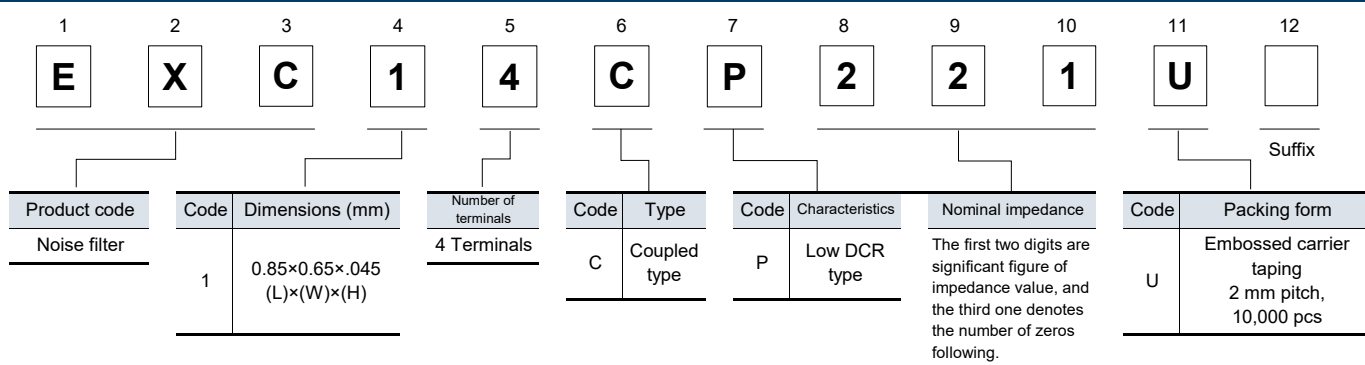 1 2 3 4 5 6 7 8 9 10 11 12
E X C 1 4 C P 2 2 1 U
Suffix
Product code
Noise filter
Code Dimensions (mm)
1 0.85×0.65×.045
(L)×(W)×(H)
Number of
terminals
4 Terminals
Code Type
C Coupled
type
Code Characteristics
P Low DCR
type
Nominal impedance
The first two digits are
significant figure of
impedance value, and
the third one denotes
the number of zeros
following.
Code Packing form
U Embossed carrier
taping
2 mm pitch,
10,000 pcs